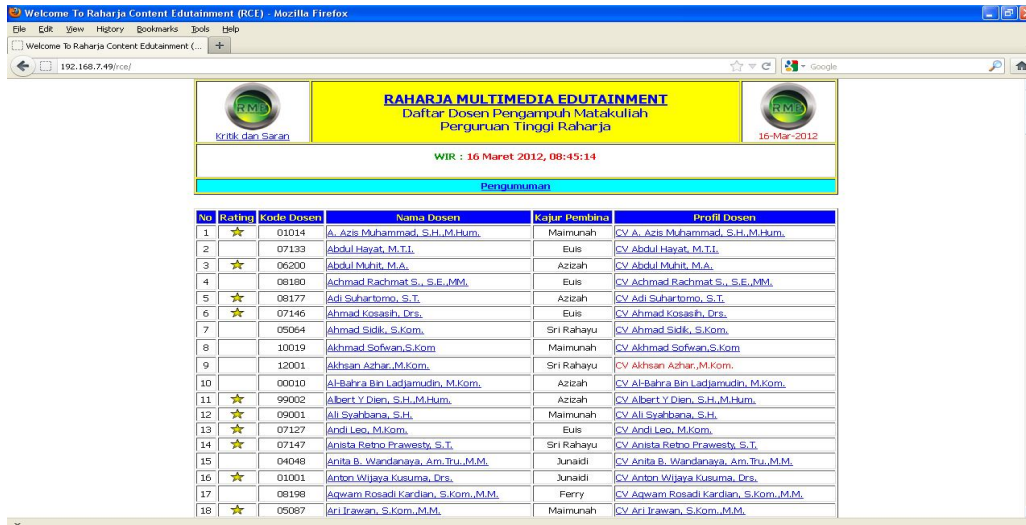 Welcome To Raharja Content Edutainment (RCE) - Mozilla Firefox
File Edit View History Bookmarks Tools Help
Welcome To Raharja Content Edutainment (... +
192.168.7.49/rce/ Google
RME RAHARJA MULTIMEDIA EDUTAINMENT RME
Daftar Dosen Pengampuh Matakuliah
Perguruan Tinggi Raharja
Kritik dan Saran 16-Mar-2012
WIR : 16 Maret 2012, 08:45:14
Pengumuman
No Rating Kode Dosen Nama Dosen Kajur Pembina Profil Dosen
1 01014 A. Azis Muhammad, S.H.,M.Hum. Maimunah CV A. Azis Muhammad, S.H.,M.Hum.
2 07133 Abdul Hayat, M.T.I. Euis CV Abdul Hayat, M.T.I.
3 06200 Abdul Muhit, M.A. Azizah CV Abdul Muhit, M.A.
4 08180 Achmad Rachmat S., S.E.,MM. Euis CV Achmad Rachmat S., S.E.,MM.
5 08177 Adi Suhartomo, S.T. Azizah CV Adi Suhartomo, S.T.
6 07146 Ahmad Kosasih, Drs. Euis CV Ahmad Kosasih, Drs.
7 05064 Ahmad Sidik, S.Kom. Sri Rahayu CV Ahmad Sidik, S.Kom.
8 10019 Akhmad Sofwan,S.Kom Maimunah CV Akhmad Sofwan,S.Kom
9 12001 Akhsan Azhar.,M.Kom. Sri Rahayu CV Akhsan Azhar.,M.Kom.
10 00010 Al-Bahra Bin Ladjamudin, M.Kom. Azizah CV Al-Bahra Bin Ladjamudin, M.Kom.
11 99002 Albert Y Dien, S.H.,M.Hum. Azizah CV Albert Y Dien, S.H.,M.Hum.
12 09001 Ali Syahbana, S.H. Maimunah CV Ali Syahbana, S.H.
13 07127 Andi Leo, M.Kom. Euis CV Andi Leo, M.Kom.
14 07147 Anista Retno Prawesty, S.T. Sri Rahayu CV Anista Retno Prawesty, S.T.
15 04048 Anita B. Wandanaya, Am.Tru.,M.M. Junaidi CV Anita B. Wandanaya, Am.Tru.,M.M.
16 01001 Anton Wijaya Kusuma, Drs. Junaidi CV Anton Wijaya Kusuma, Drs.
17 08198 Aqwam Rosadi Kardian, S.Kom.,M.M. Ferry CV Aqwam Rosadi Kardian, S.Kom.,M.M.
18 05087 Ari Irawan, S.Kom.,M.M. Maimunah CV Ari Irawan, S.Kom.,M.M.